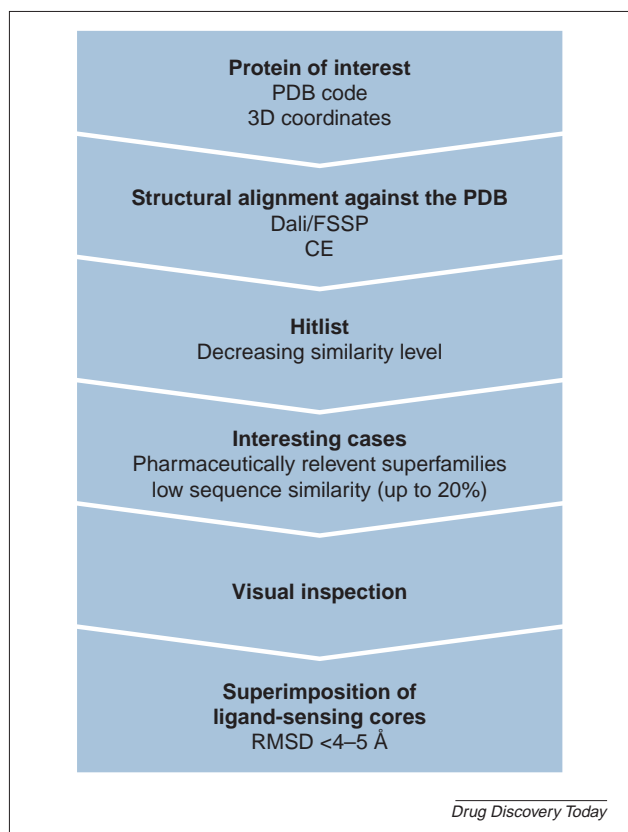 Protein of interest
PDB code
3D coordinates
Structural alignment against the PDB
Dali/FSSP
CE
Hitlist
Decreasing similarity level
Interesting cases
Pharmaceutically relevent superfamilies
low sequence similarity (up to 20%)
Visual inspection
Superimposition of
ligand-sensing cores
RMSD <4–5 Å
Drug Discovery Today